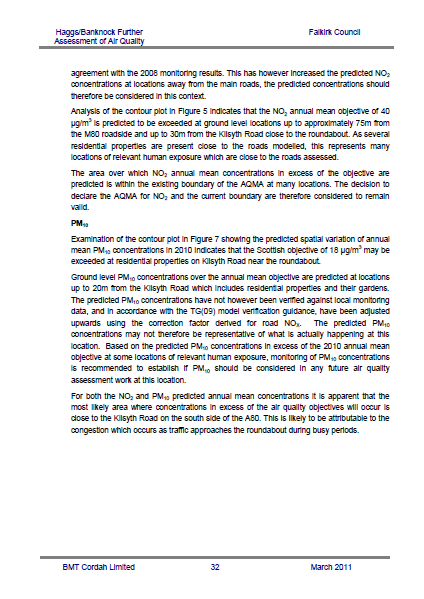 Haggs/Banknock Further
Assessment of Air Quality
Falkirk Council
agreement with the 2008 monitoring results. This has however increased the predicted NO₂
concentrations at locations away from the main roads, the predicted concentrations should
therefore be considered in this context.
Analysis of the contour plot in Figure 5 indicates that the NO₂ annual mean objective of 40
µg/m³ is predicted to be exceeded at ground level locations up to approximately 75m from
the M80 roadside and up to 30m from the Kilsyth Road close to the roundabout. As several
residential properties are present close to the roads modelled, this represents many
locations of relevant human exposure which are close to the roads assessed.
The area over which NO₂ annual mean concentrations in excess of the objective are
predicted is within the existing boundary of the AQMA at many locations. The decision to
declare the AQMA for NO₂ and the current boundary are therefore considered to remain
valid.
PM₁₀
Examination of the contour plot in Figure 7 showing the predicted spatial variation of annual
mean PM₁₀ concentrations in 2010 indicates that the Scottish objective of 18 µg/m³ may be
exceeded at residential properties on Kilsyth Road near the roundabout.
Ground level PM₁₀ concentrations over the annual mean objective are predicted at locations
up to 20m from the Kilsyth Road which includes residential properties and their gardens.
The predicted PM₁₀ concentrations have not however been verified against local monitoring
data, and in accordance with the TG(09) model verification guidance, have been adjusted
upwards using the correction factor derived for road NOₓ. The predicted PM₁₀
concentrations may not therefore be representative of what is actually happening at this
location. Based on the predicted PM₁₀ concentrations in excess of the 2010 annual mean
objective at some locations of relevant human exposure, monitoring of PM₁₀ concentrations
is recommended to establish if PM₁₀ should be considered in any future air quality
assessment work at this location.
For both the NO₂ and PM₁₀ predicted annual mean concentrations it is apparent that the
most likely area where concentrations in excess of the air quality objectives will occur is
close to the Kilsyth Road on the south side of the A80. This is likely to be attributable to the
congestion which occurs as traffic approaches the roundabout during busy periods.
BMT Cordah Limited
32
March 2011